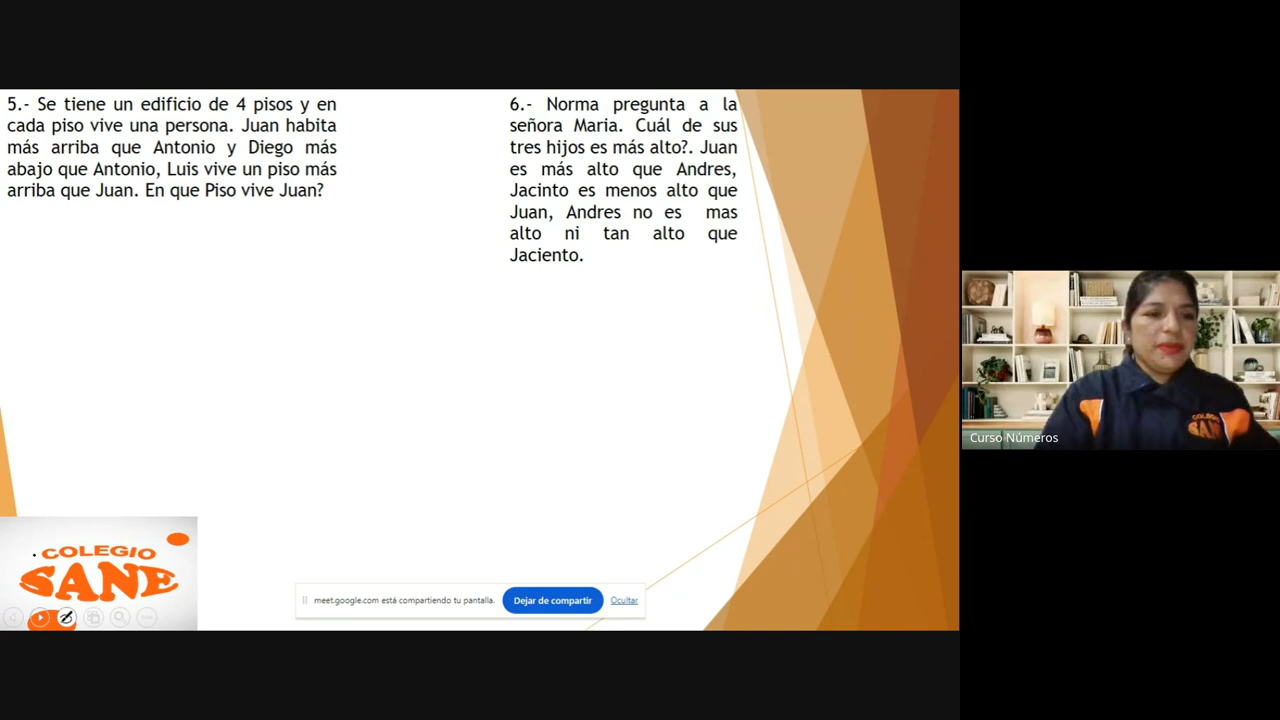 5.- Se tiene un edificio de 4 pisos y en
cada piso vive una persona. Juan habita
más arriba que Antonio y Diego más
abajo que Antonio, Luis vive un piso más
arriba que Juan. En que Piso vive Juan?
6.- Norma pregunta a la
señora Maria. Cuál de sus
tres hijos es más alto?. Juan
es más alto que Andres,
Jacinto es menos alto que
Juan, Andres no es mas
alto ni tan alto que
Jaciento.
COLEGIO
SANE
meet.google.com está compartiendo tu pantalla.
Dejar de compartir
Ocultar
Curso Números